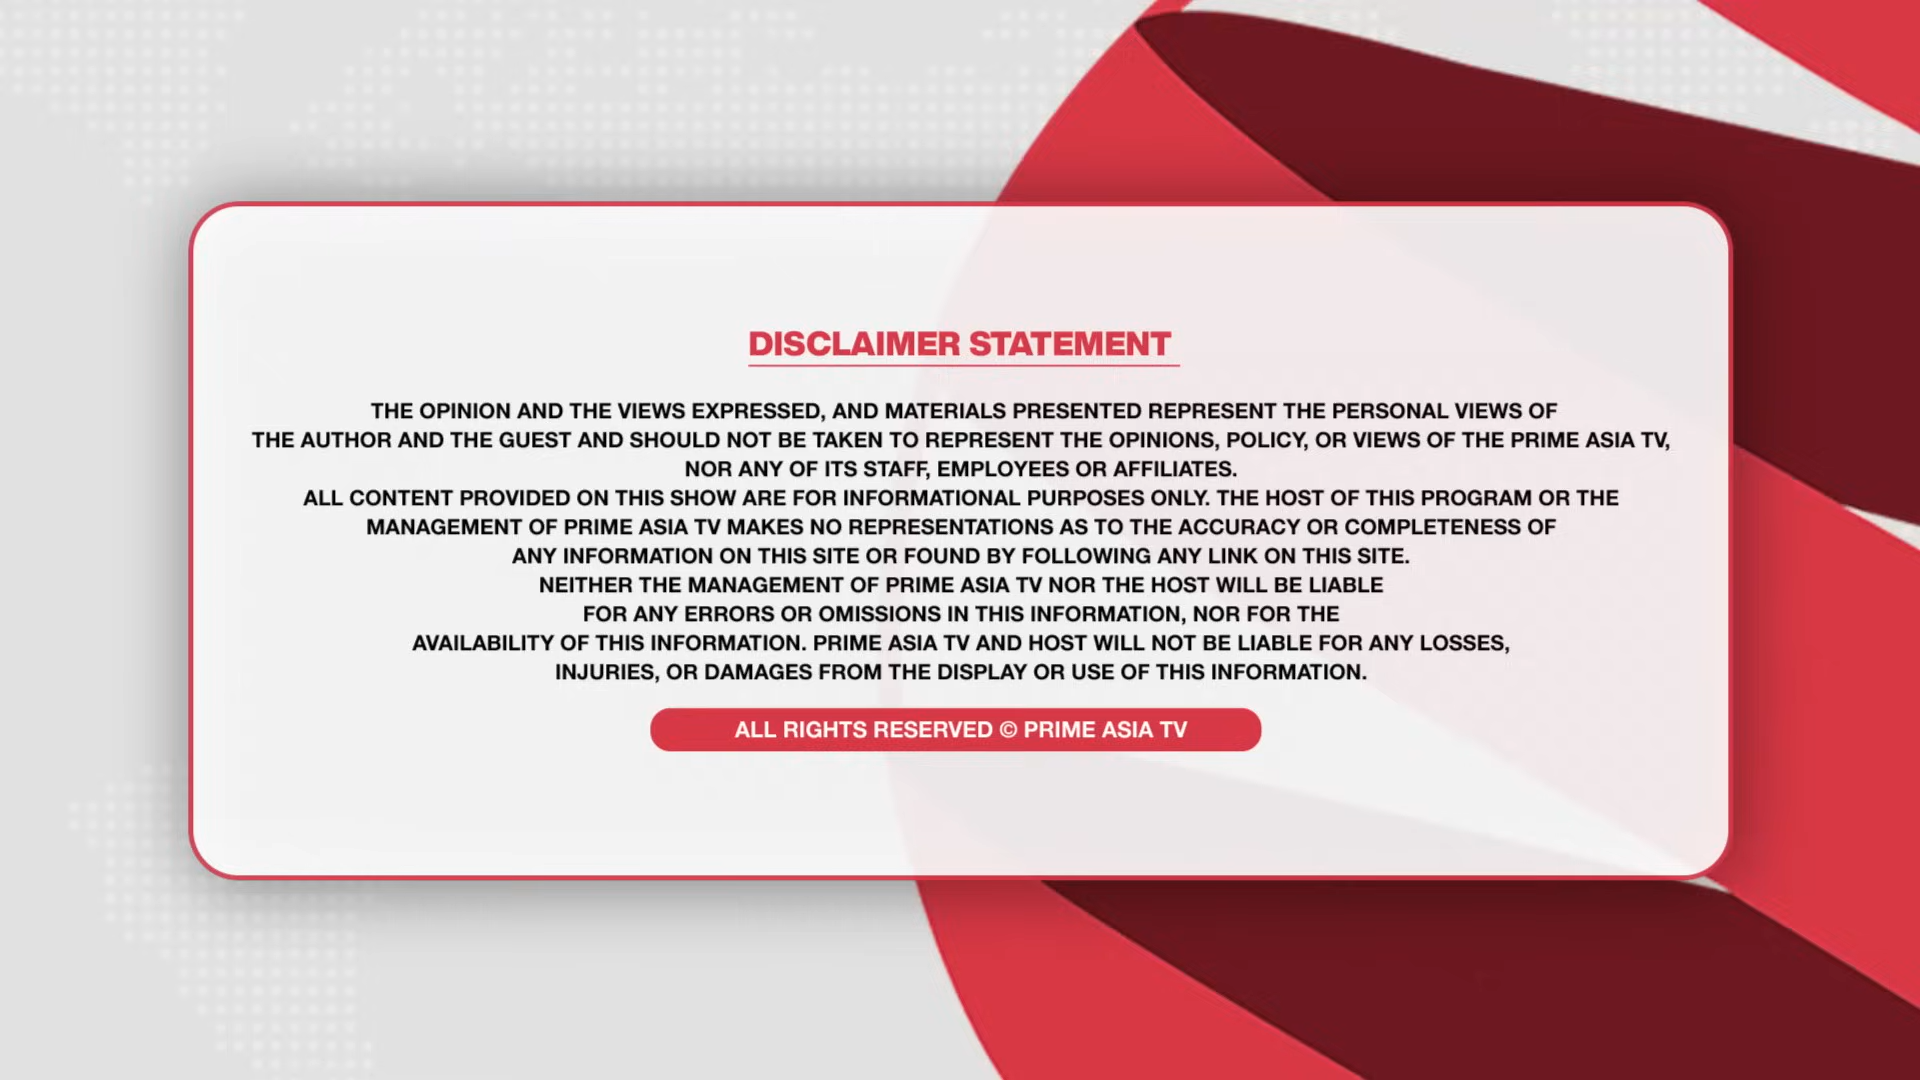 DISCLAIMER STATEMENT
THE OPINION AND THE VIEWS EXPRESSED, AND MATERIALS PRESENTED REPRESENT THE PERSONAL VIEWS OF
THE AUTHOR AND THE GUEST AND SHOULD NOT BE TAKEN TO REPRESENT THE OPINIONS, POLICY, OR VIEWS OF THE PRIME ASIA TV,
NOR ANY OF ITS STAFF, EMPLOYEES OR AFFILIATES.
ALL CONTENT PROVIDED ON THIS SHOW ARE FOR INFORMATIONAL PURPOSES ONLY. THE HOST OF THIS PROGRAM OR THE
MANAGEMENT OF PRIME ASIA TV MAKES NO REPRESENTATIONS AS TO THE ACCURACY OR COMPLETENESS OF
ANY INFORMATION ON THIS SITE OR FOUND BY FOLLOWING ANY LINK ON THIS SITE.
NEITHER THE MANAGEMENT OF PRIME ASIA TV NOR THE HOST WILL BE LIABLE
FOR ANY ERRORS OR OMISSIONS IN THIS INFORMATION, NOR FOR THE
AVAILABILITY OF THIS INFORMATION. PRIME ASIA TV AND HOST WILL NOT BE LIABLE FOR ANY LOSSES,
INJURIES, OR DAMAGES FROM THE DISPLAY OR USE OF THIS INFORMATION.
ALL RIGHTS RESERVED © PRIME ASIA TV